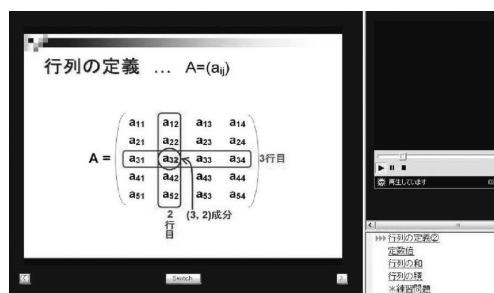 行列の定義 … A=(aij)
a11 a12 a13 a14
a21 a22 a23 a24
A = a31 a32 a33 a34 3行目
a41 a42 a43 a44
a51 a52 a53 a54
2行目
(3, 2)成分
Switch
再生しています
行列の定義②
定数倍
行列の和
行列の積
＊練習問題